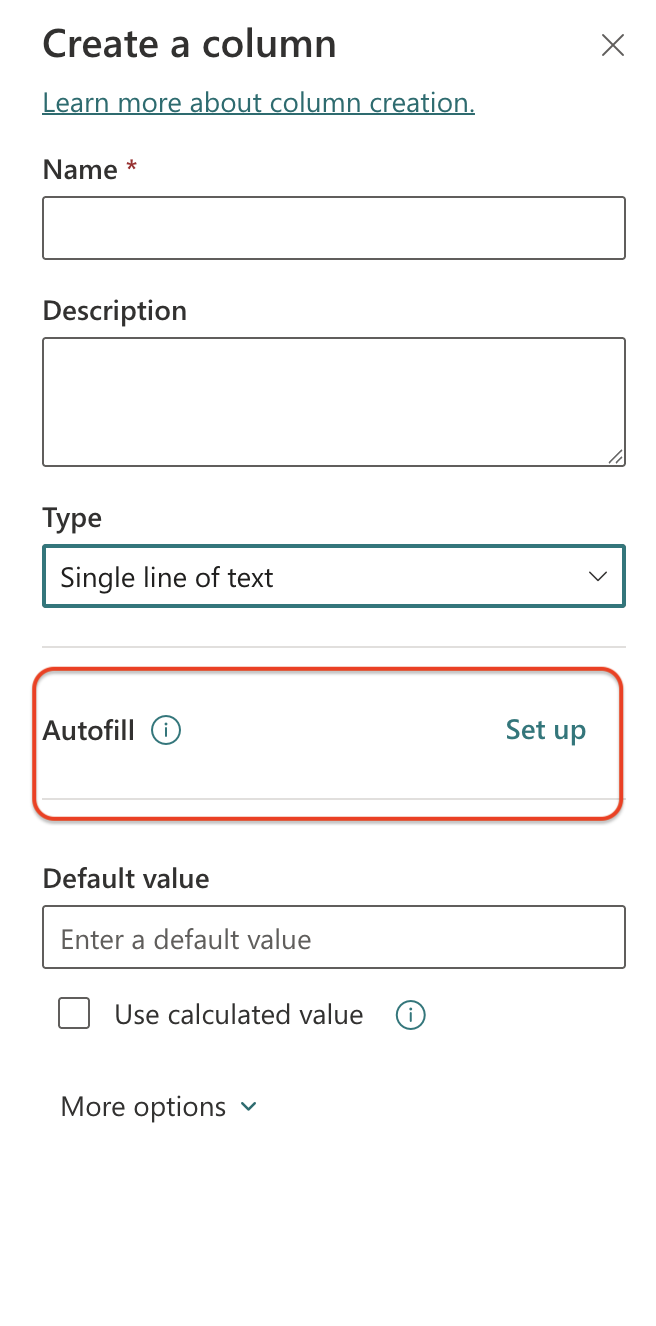 Create a column
Learn more about column creation.
Name *
Description
Type
Single line of text
Autofill
Set up
Default value
Enter a default value
Use calculated value
More options